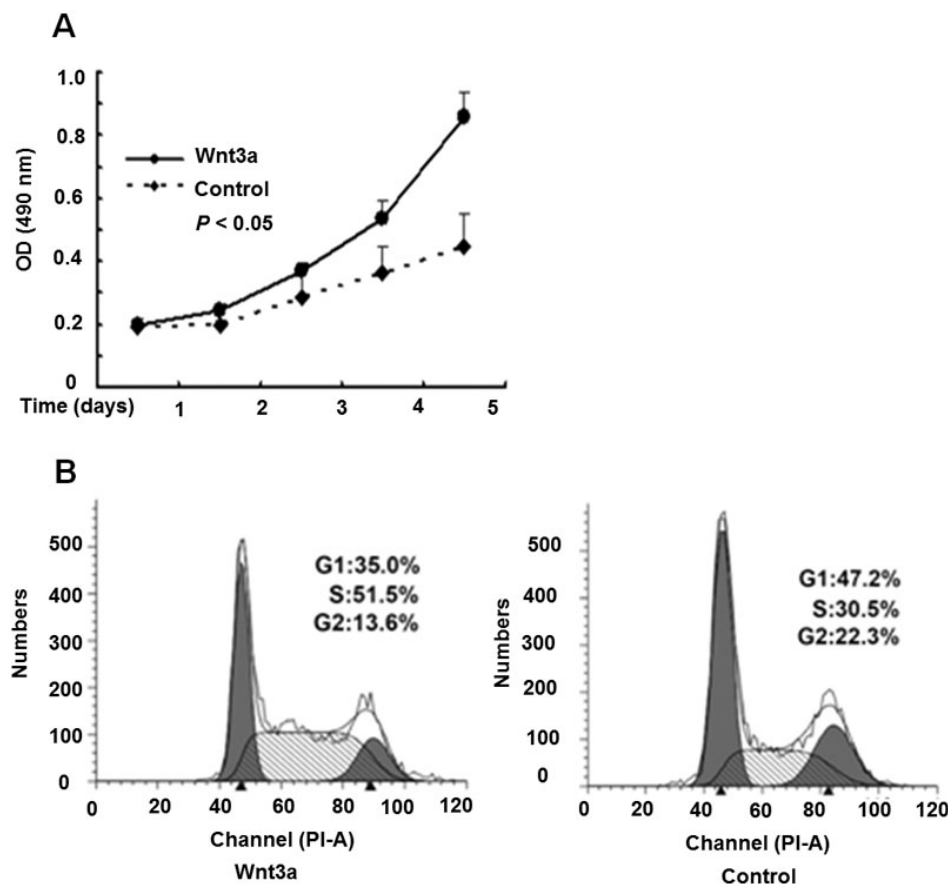 A
1.0
0.8
0.6
0.4
0.2
0
OD (490 nm)
Wnt3a
Control
P < 0.05
Time (days) 1 2 3 4 5
B
500
400
300
200
100
0
Numbers
G1:35.0%
S:51.5%
G2:13.6%
0 20 40 60 80 100 120
Channel (PI-A)
Wnt3a
500
400
300
200
100
0
Numbers
G1:47.2%
S:30.5%
G2:22.3%
0 20 40 60 80 100 120
Channel (PI-A)
Control